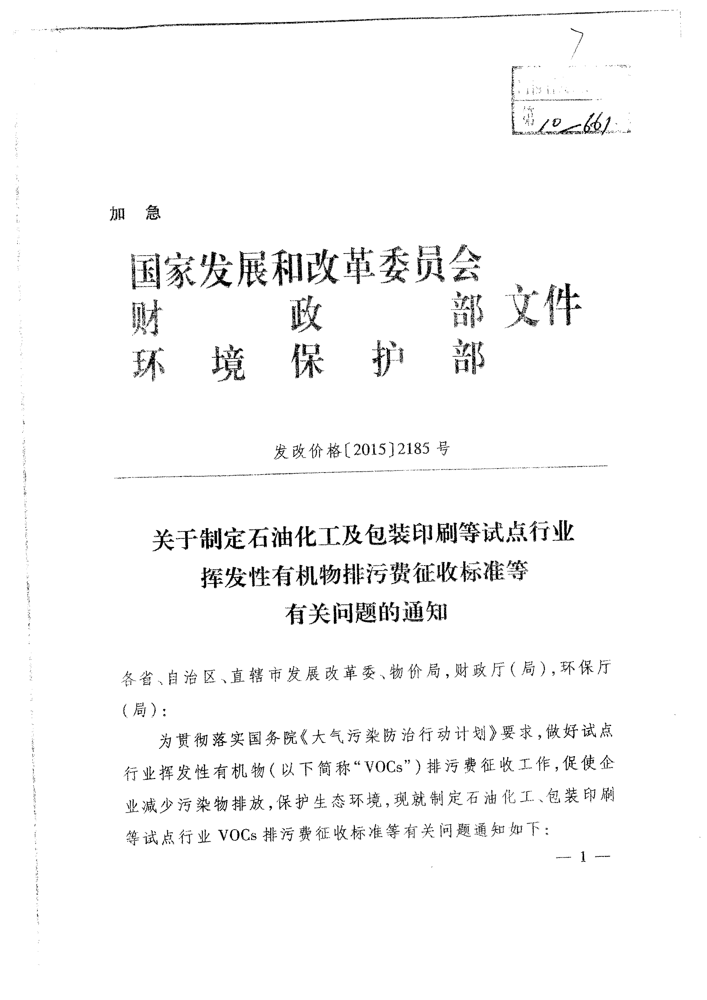 第10-661
加 急
国家发展和改革委员会
财政部 文件
环境保护部
发改价格〔2015〕2185 号
关于制定石油化工及包装印刷等试点行业
挥发性有机物排污费征收标准等
有关问题的通知
各省、自治区、直辖市发展改革委、物价局,财政厅(局),环保厅
(局):
为贯彻落实国务院《大气污染防治行动计划》要求,做好试点
行业挥发性有机物(以下简称“VOCs”)排污费征收工作,促使企
业减少污染物排放,保护生态环境,现就制定石油化工、包装印刷
等试点行业 VOCs 排污费征收标准等有关问题通知如下:
— 1 —